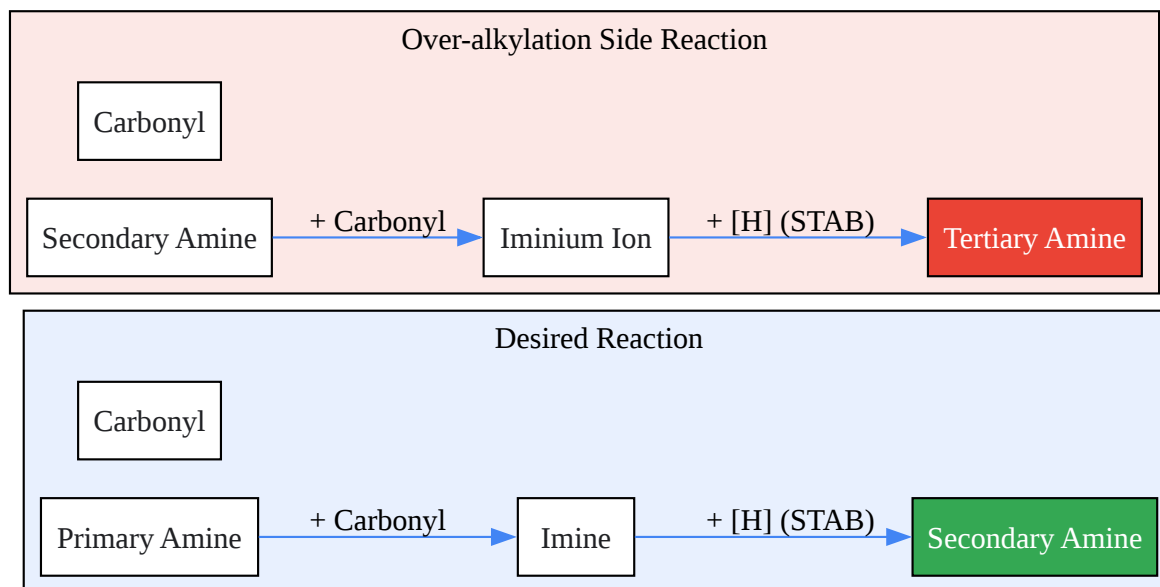 Over-alkylation Side Reaction
Carbonyl
Secondary Amine
+ Carbonyl
Iminium Ion
+ [H] (STAB)
Tertiary Amine
Desired Reaction
Carbonyl
Primary Amine
+ Carbonyl
Imine
+ [H] (STAB)
Secondary Amine